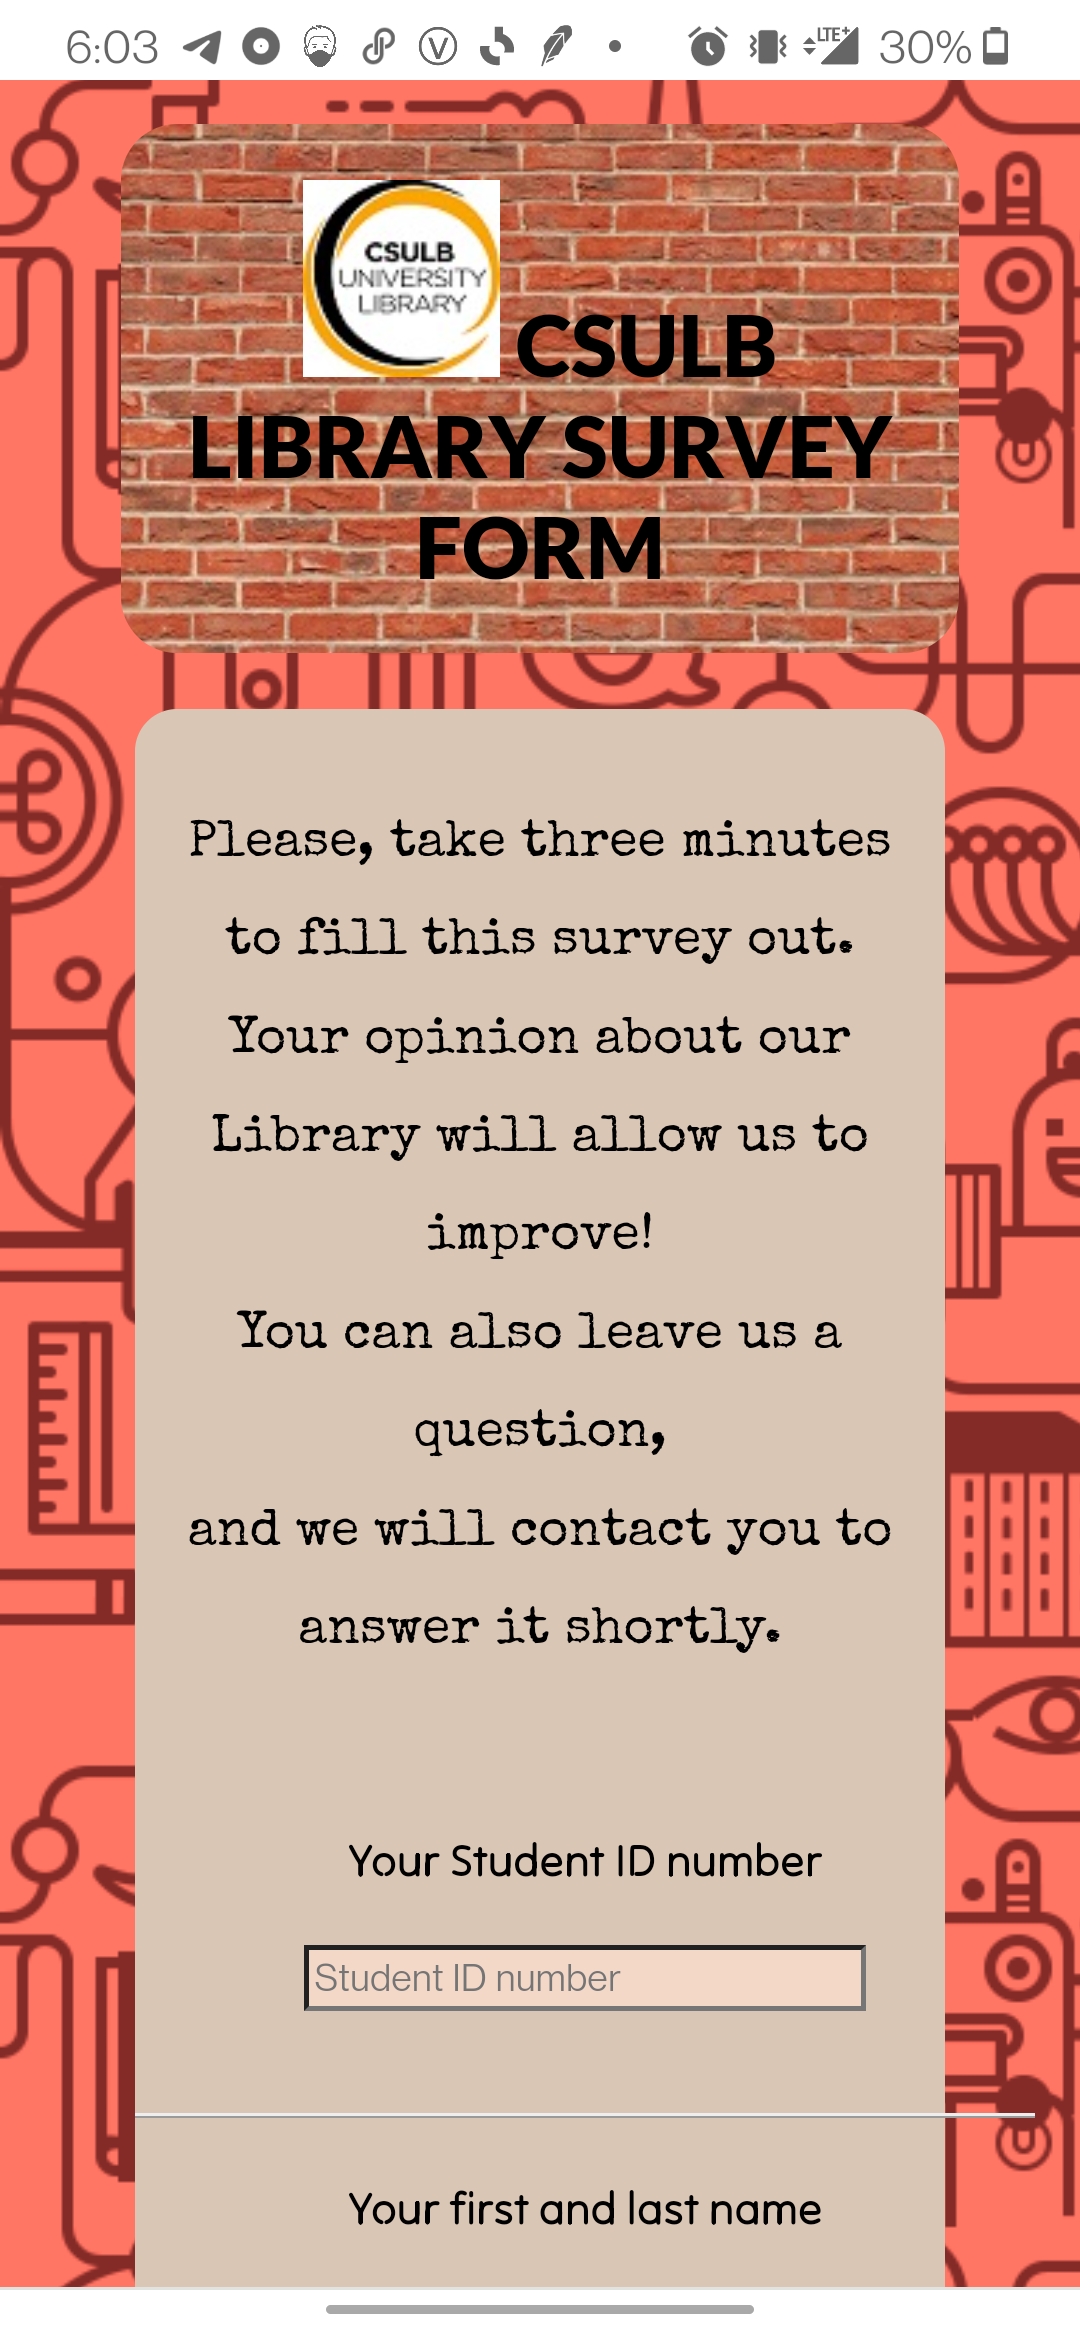 6:03
LTE+
30%
CSULB
UNIVERSITY
LIBRARY
CSULB
LIBRARY SURVEY
FORM
Please, take three minutes
to fill this survey out.
Your opinion about our
Library will allow us to
improve!
You can also leave us a
question,
and we will contact you to
answer it shortly.
Your Student ID number
Student ID number
Your first and last name